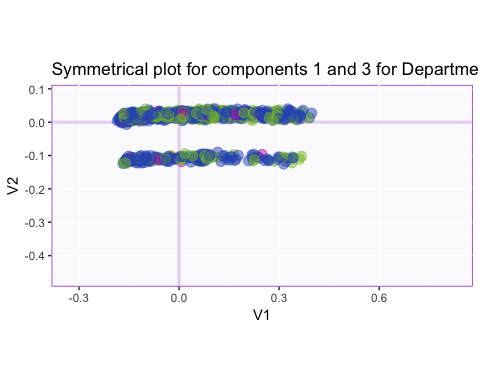 Symmetrical plot for components 1 and 3 for Departme
0.1
0.0
-0.1
-0.2
-0.3
-0.4
V2
-0.3 0.0 0.3 0.6
V1